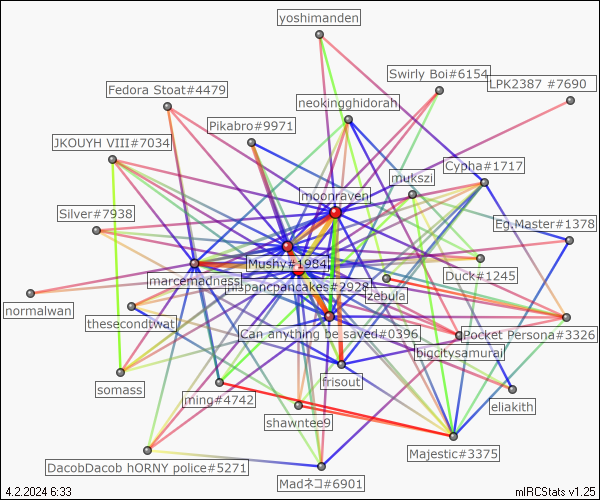 yoshimanden
Swirly Boi#6154
LPK2387 #7690
Fedora Stoat#4479
neokingghidorah
Pikabro#9971
JKOUYH VIII#7034
Cypha#1717
mukszi
moonraven
Silver#7938
Eg.Master#1378
Mushy#1984
Duck#1245
marcemadness
nispancpancakes#2928
zebula
normalwan
thesecondtwat
Can anything be saved#0396
Pocket Persona#3326
bigcitysamurai
frisout
somass
ming#4742
eliakith
shawntee9
Majestic#3375
DacobDacob hORNY police#5271
Madネコ#6901
4.2.2024 6:33
mIRCStats v1.25